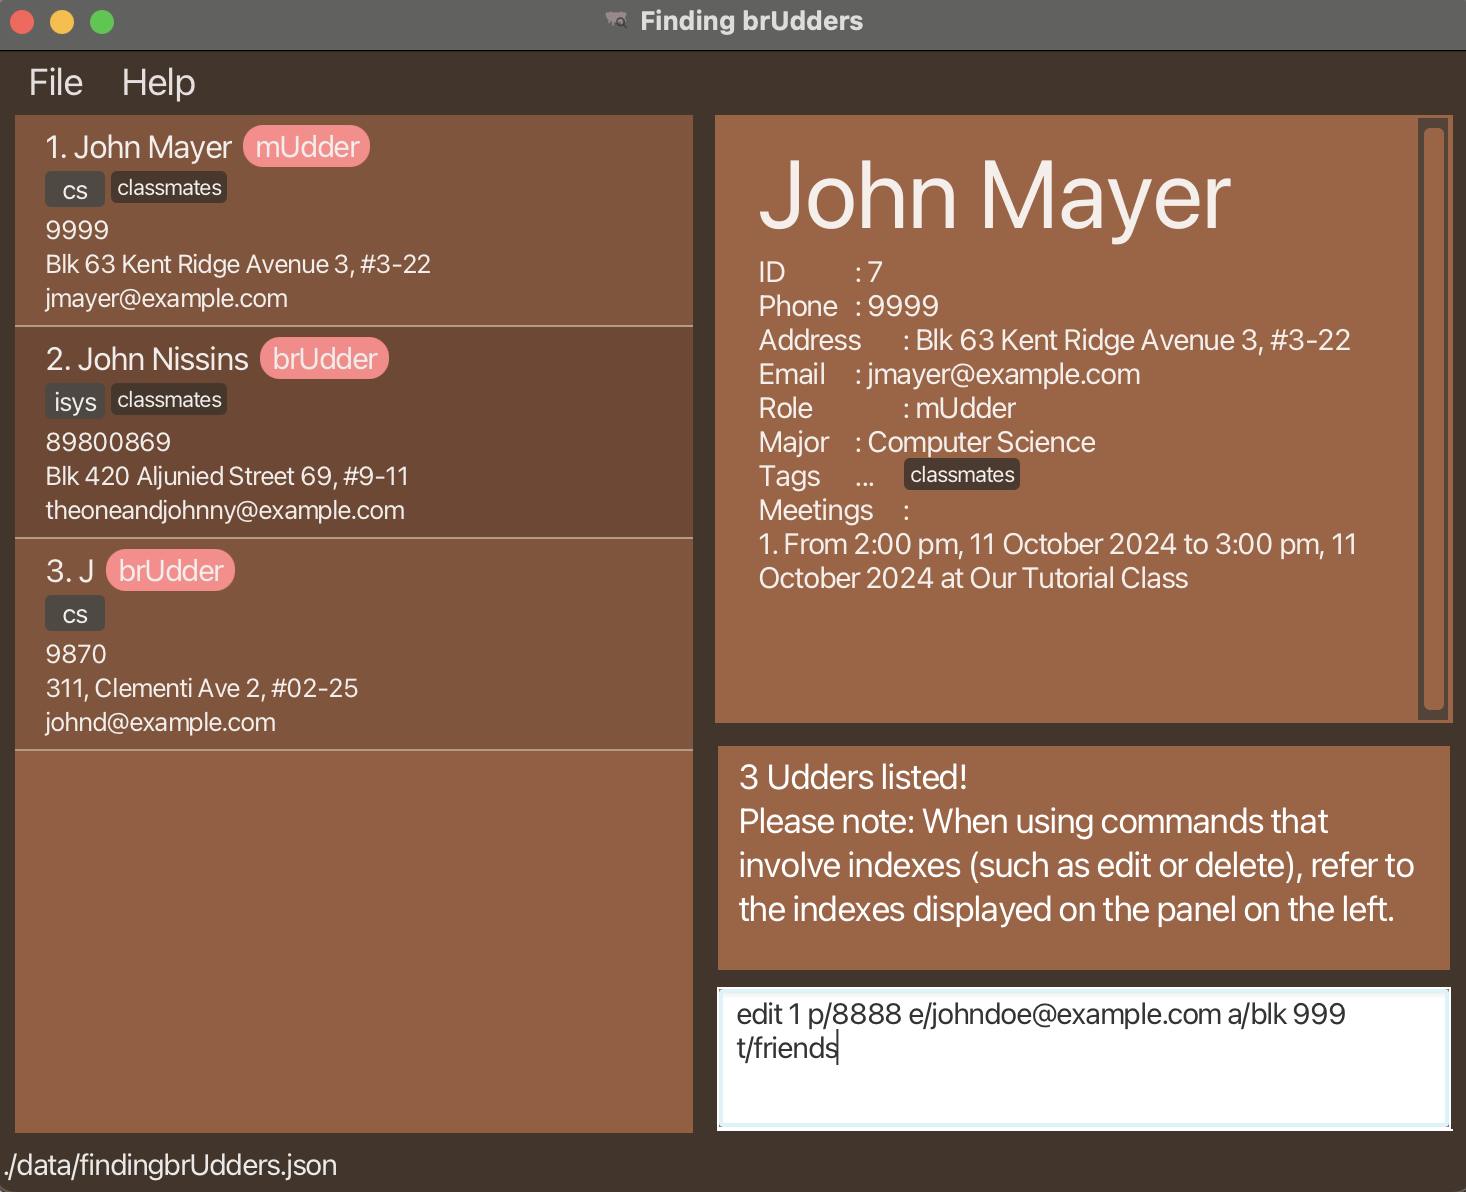 Finding brUdders
File Help
1. John Mayer mUdder
cs classmates
9999
Blk 63 Kent Ridge Avenue 3, #3-22
jmayer@example.com
2. John Nissins brUdder
isys classmates
89800869
Blk 420 Aljunied Street 69, #9-11
theoneandjohnny@example.com
3. J brUdder
cs
9870
311, Clementi Ave 2, #02-25
johnd@example.com
John Mayer
ID : 7
Phone : 9999
Address : Blk 63 Kent Ridge Avenue 3, #3-22
Email : jmayer@example.com
Role : mUdder
Major : Computer Science
Tags ... classmates
Meetings :
1. From 2:00 pm, 11 October 2024 to 3:00 pm, 11
October 2024 at Our Tutorial Class
3 Udders listed!
Please note: When using commands that
involve indexes (such as edit or delete), refer to
the indexes displayed on the panel on the left.
edit 1 p/8888 e/johndoe@example.com a/blk 999
t/friends
./data/findingbrUdders.json